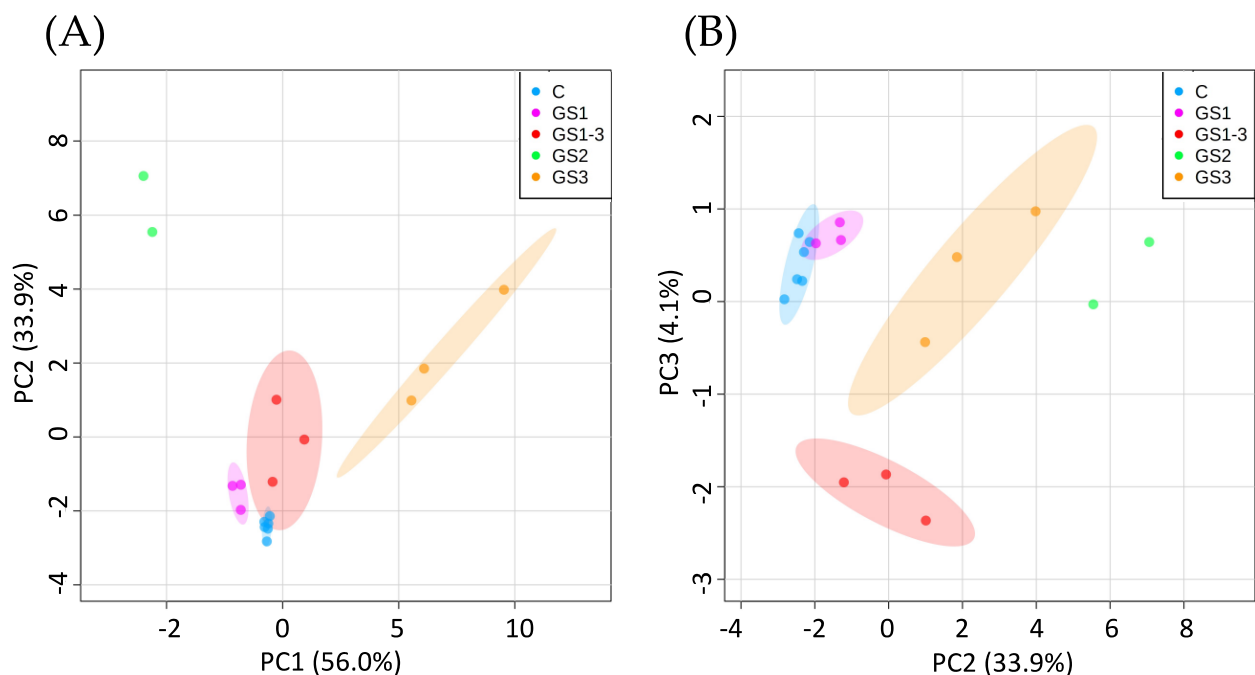 (A)
C
GS1
GS1-3
GS2
GS3
PC2 (33.9%)
8
6
4
2
0
-2
-4
-2 0 5 10
PC1 (56.0%)
(B)
C
GS1
GS1-3
GS2
GS3
PC3 (4.1%)
2
1
0
-1
-2
-3
-4 -2 0 2 4 6 8
PC2 (33.9%)